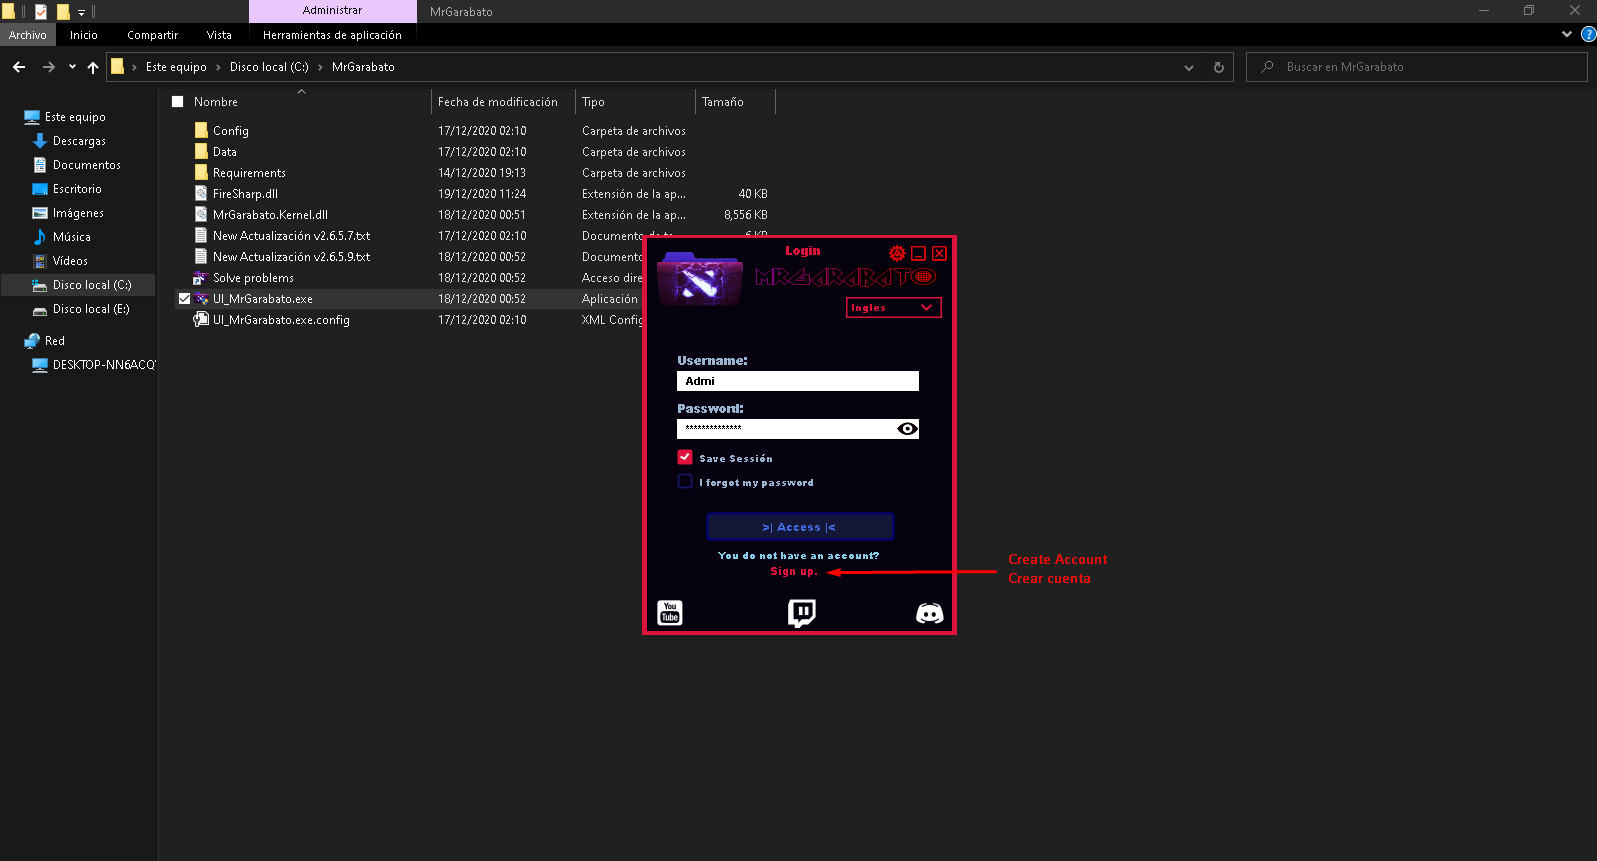 Administrar
MrGarabato
Archivo
Inicio
Compartir
Vista
Herramientas de aplicación
Este equipo
Disco local (C:)
MrGarabato
Buscar en MrGarabato
Nombre
Fecha de modificación
Tipo
Tamaño
Este equipo
Descargas
Documentos
Escritorio
Imágenes
Música
Vídeos
Disco local (C:)
Disco local (E:)
Red
DESKTOP-NN6ACQ
Config 17/12/2020 02:10 Carpeta de archivos
Data 17/12/2020 02:10 Carpeta de archivos
Requirements 14/12/2020 19:13 Carpeta de archivos
FireSharp.dll 19/12/2020 11:24 Extensión de la ap... 40 KB
MrGarabato.Kernel.dll 18/12/2020 00:51 Extensión de la ap... 8,556 KB
New Actualización v2.6.5.7.txt 17/12/2020 02:10 Documento de te... 6 KB
New Actualización v2.6.5.9.txt 18/12/2020 00:52 Documento
Solve problems 18/12/2020 00:52 Acceso dire
UI_MrGarabato.exe 18/12/2020 00:52 Aplicación
UI_MrGarabato.exe.config 17/12/2020 02:10 XML Config
Login
MRGARABATO
Ingles
Username:
Admi
Password:
**************
Save Sessión
I forgot my password
>| Access |<
You do not have an account?
Sign up.
You
Tube
Create Account
Crear cuenta